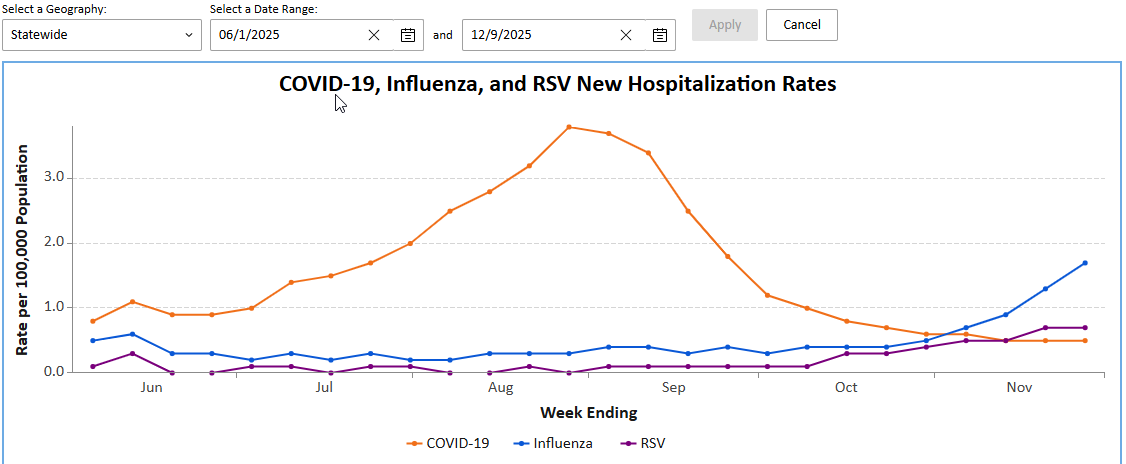 Select a Geography: Select a Date Range:
Statewide 06/1/2025 and 12/9/2025 Apply Cancel
COVID-19, Influenza, and RSV New Hospitalization Rates
Rate per 100,000 Population
3.0
2.0
1.0
0.0
Jun Jul Aug Sep Oct Nov
Week Ending
COVID-19 Influenza RSV